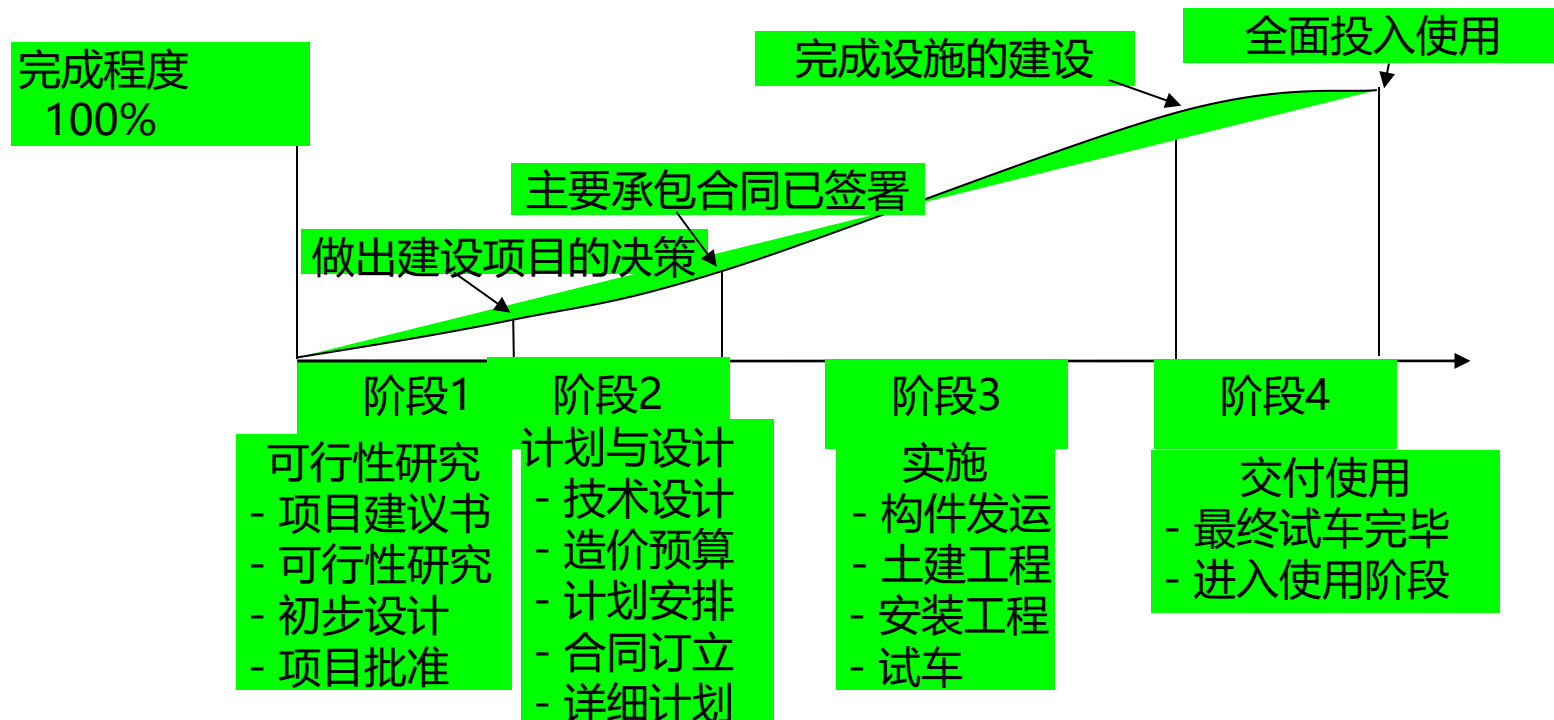 完成程度
100%
完成设施的建设
全面投入使用
主要承包合同已签署
做出建设项目的决策
阶段1
可行性研究
- 项目建议书
- 可行性研究
- 初步设计
- 项目批准
阶段2
计划与设计
- 技术设计
- 造价预算
- 计划安排
- 合同订立
- 详细计划
阶段3
实施
- 构件发运
- 土建工程
- 安装工程
- 试车
阶段4
交付使用
- 最终试车完毕
- 进入使用阶段